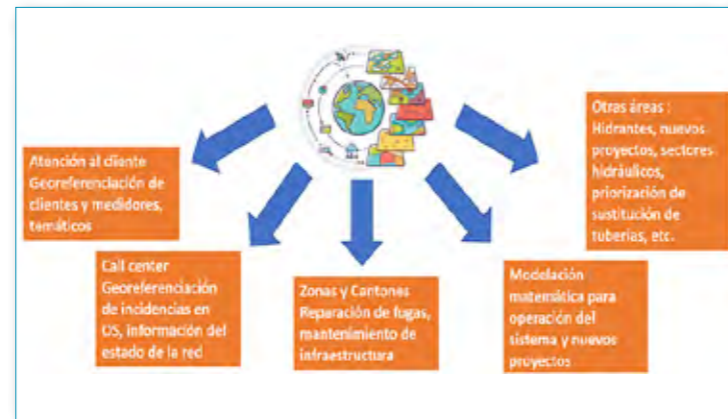 Atención al cliente
Georeferenciación de
clientes y medidores,
temáticos
Call center
Georeferenciación
de incidencias en
OS, información del
estado de la red
Zonas y Cantones
Reparación de fugas,
mantenimiento de
infraestructura
Modelación
matemática para
operación del
sistema y nuevos
proyectos
Otras áreas :
Hidrantes, nuevos
proyectos, sectores
hidráulicos,
priorización de
sustitución de
tuberías, etc.